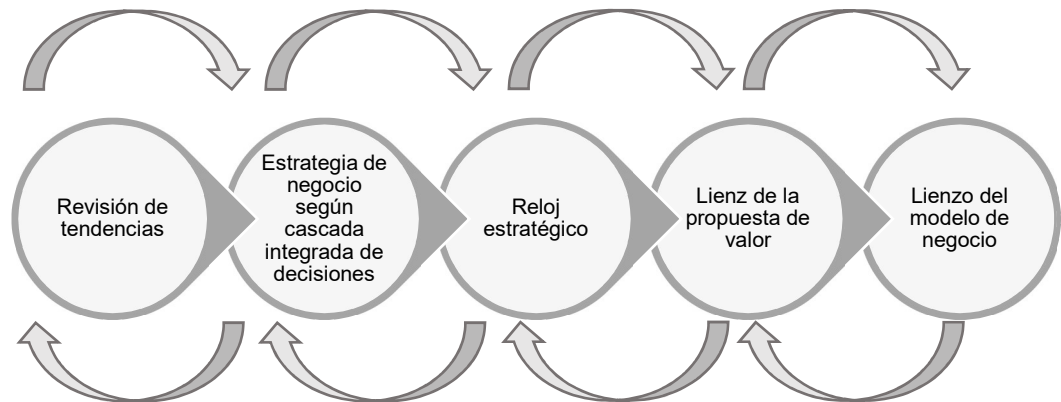 Revisión de
tendencias
Estrategia de
negocio
según
cascada
integrada de
decisiones
Reloj
estratégico
Lienz de la
propuesta de
valor
Lienzo del
modelo de
negocio